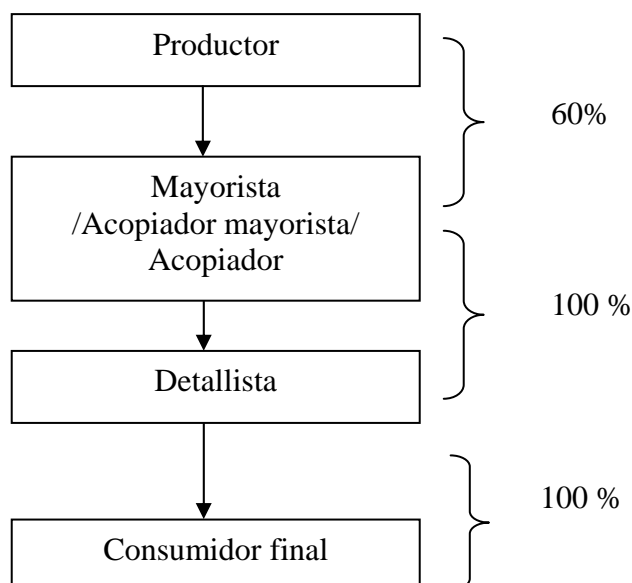 Productor
60%
Mayorista
/Acopiador mayorista/
Acopiador
100 %
Detallista
100 %
Consumidor final